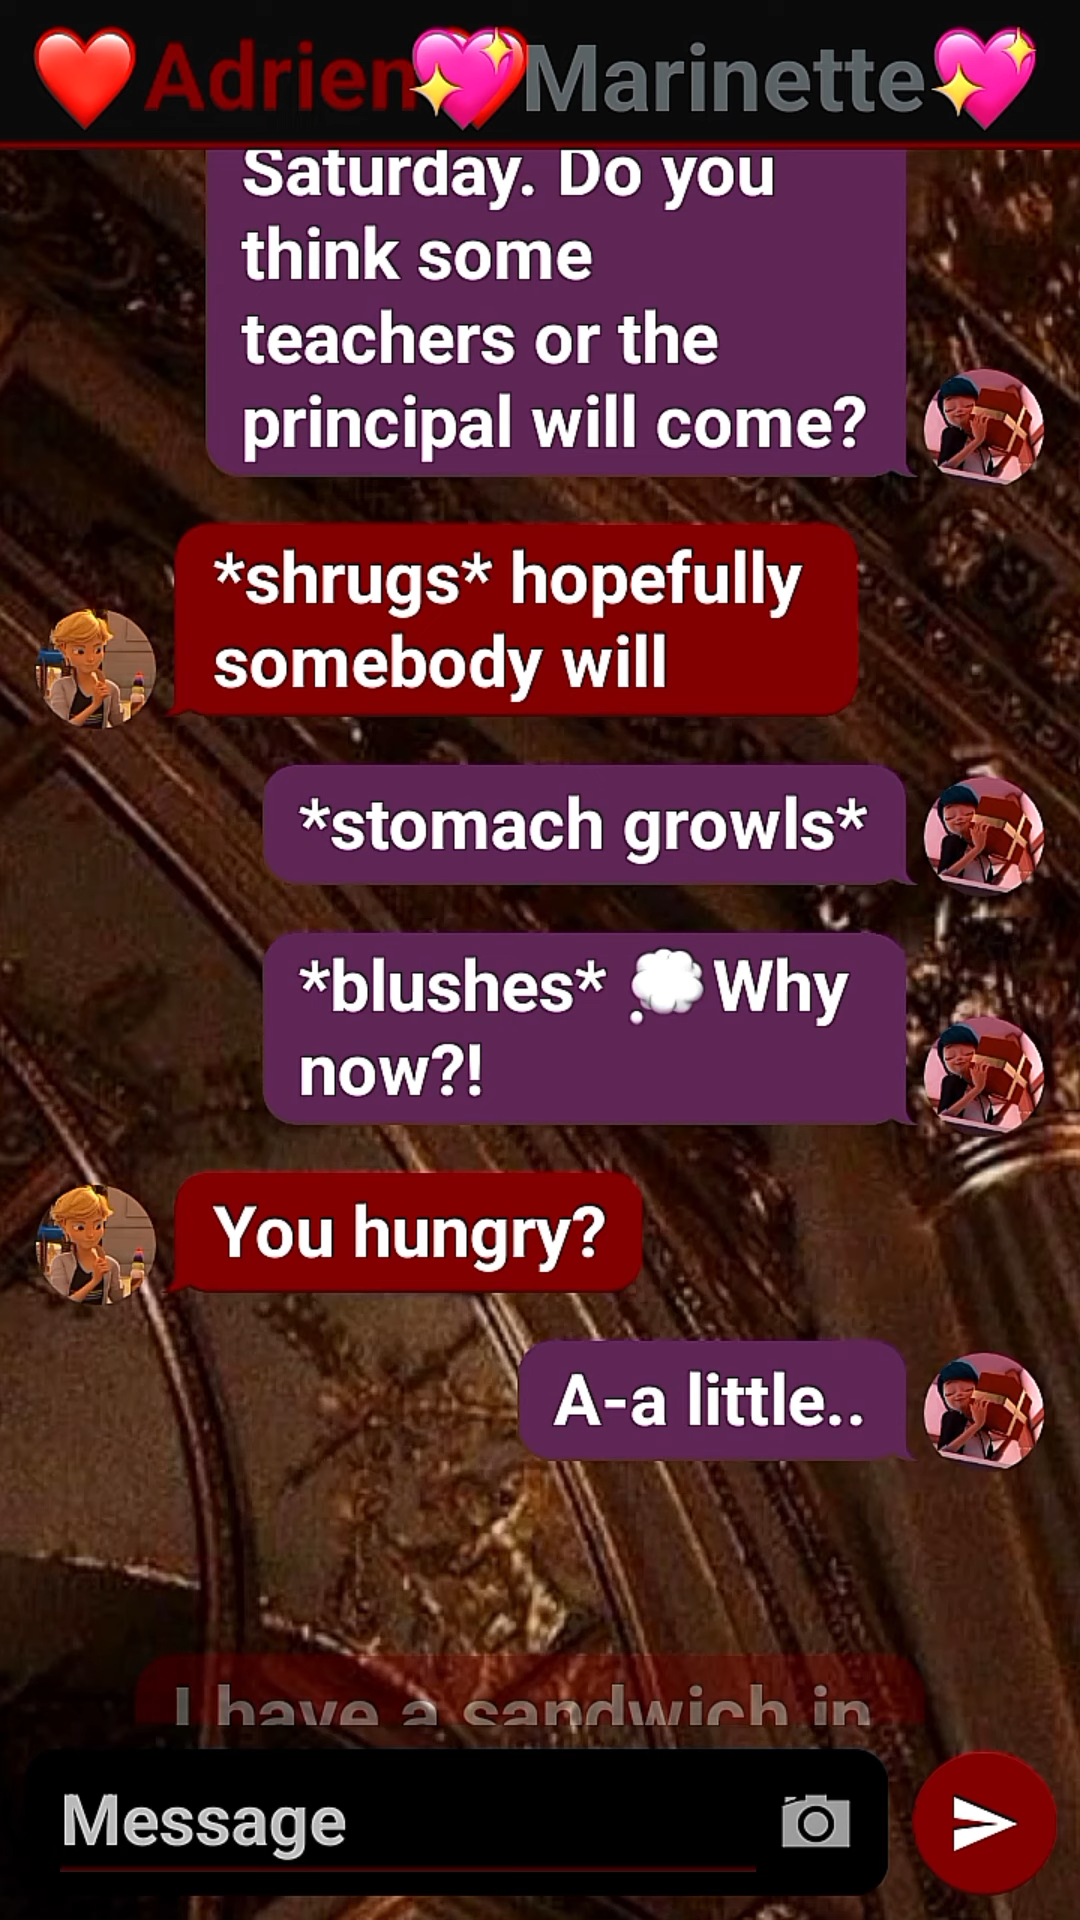 ❤️Adrien💖Marinette💖
Saturday. Do you
think some
teachers or the
principal will come?
*shrugs* hopefully
somebody will
*stomach growls*
*blushes* 💭Why
now?!
You hungry?
A-a little..
I have a sandwich in
Message